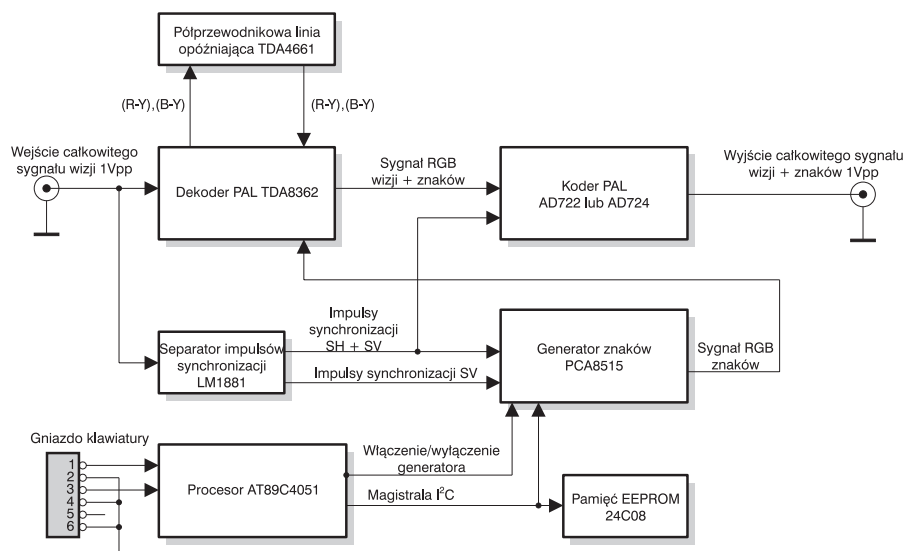 Półprzewodnikowa linia
opóźniająca TDA4661
(R-Y),(B-Y)
(R-Y),(B-Y)
Wejście całkowitego
sygnału wizji 1Vpp
Dekoder PAL TDA8362
Sygnał RGB
wizji + znaków
Koder PAL
AD722 lub AD724
Wyjście całkowitego sygnału
wizji + znaków 1Vpp
Separator impulsów
synchronizacji
LM1881
Impulsy
synchronizacji
SH + SV
Impulsy synchronizacji SV
Generator znaków
PCA8515
Sygnał RGB
znaków
Gniazdo klawiatury
1
2
3
4
5
6
Procesor AT89C4051
Włączenie/wyłączenie
generatora
Magistrala I²C
Pamięć EEPROM
24C08